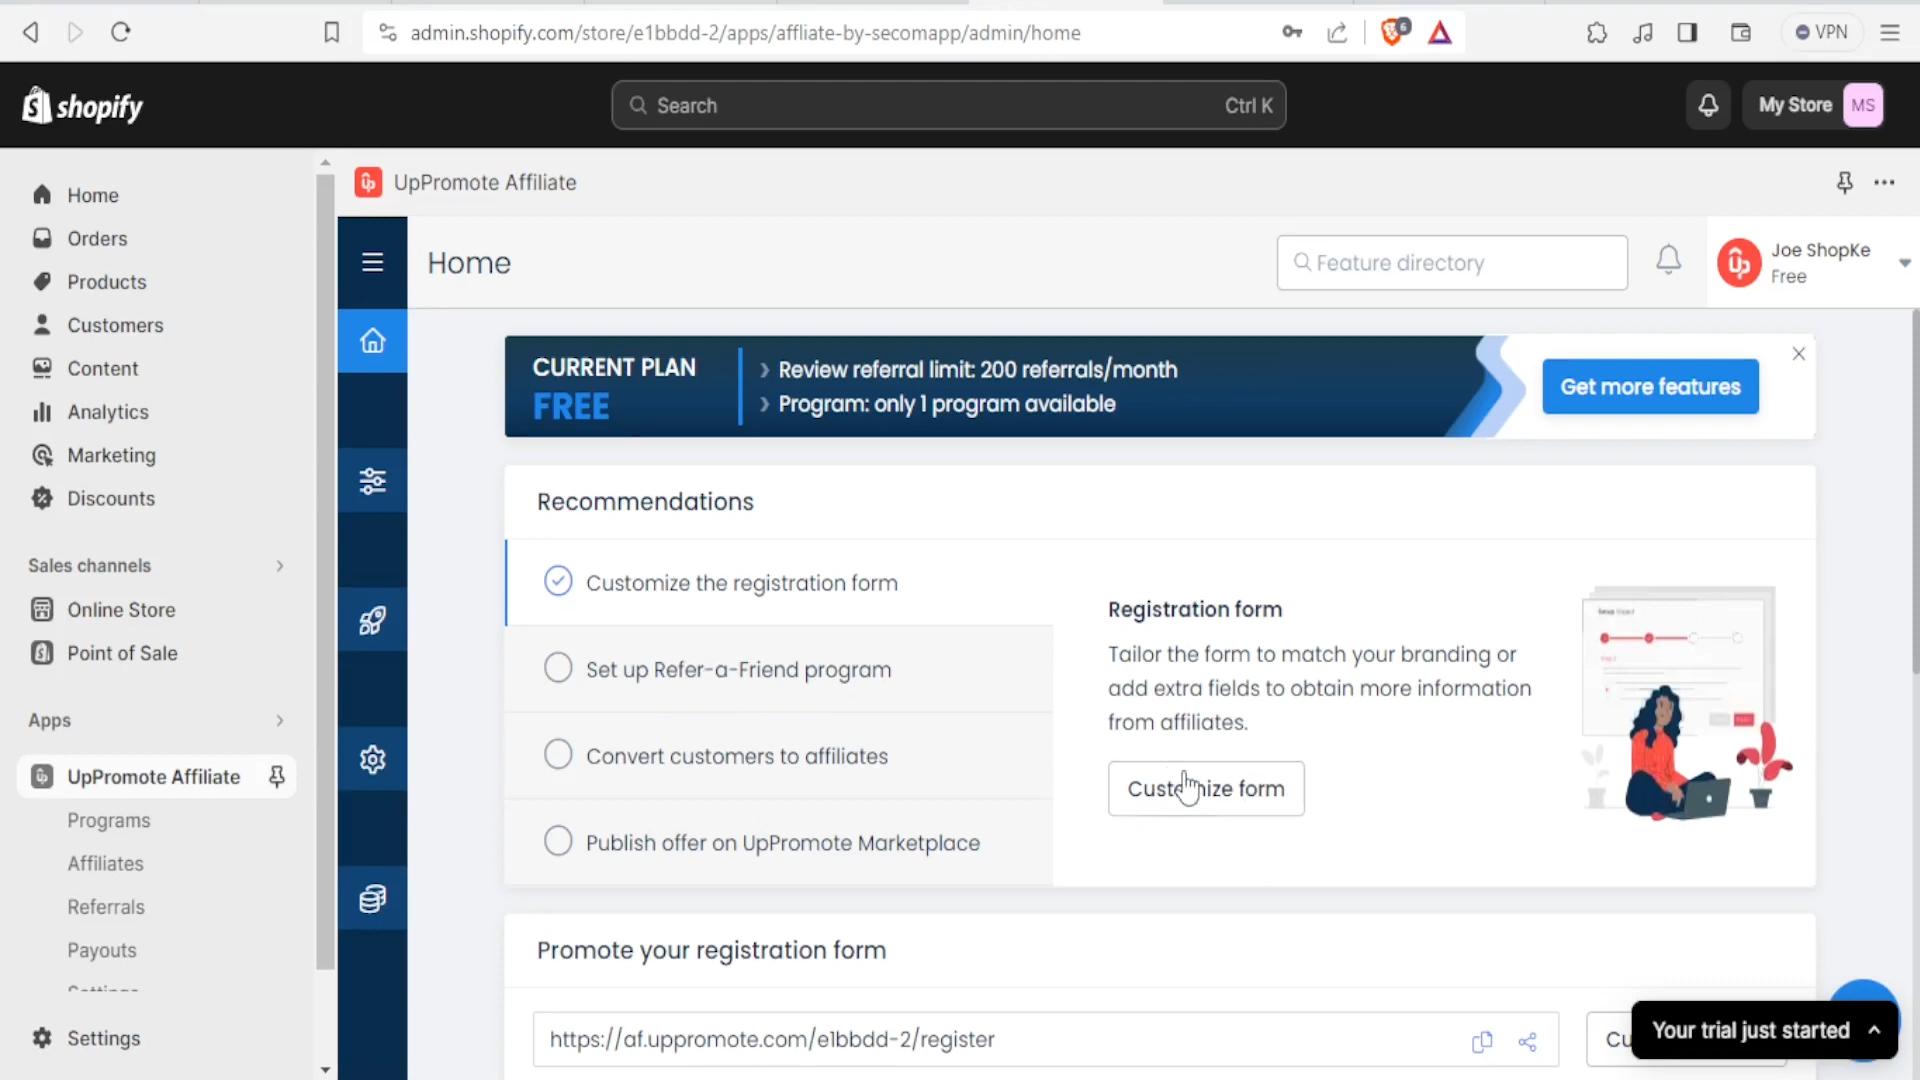 admin.shopify.com/store/e1bbdd-2/apps/affliate-by-secomapp/admin/home
6
VPN
shopify
Search
Ctrl K
My Store
MS
Home
Orders
Products
Customers
Content
Analytics
Marketing
Discounts
Sales channels
Online Store
Point of Sale
Apps
UpPromote Affiliate
Programs
Affiliates
Referrals
Payouts
Settings
UpPromote Affiliate
Home
Feature directory
Joe ShopKe
Free
CURRENT PLAN
FREE
Review referral limit: 200 referrals/month
Program: only 1 program available
Get more features
Recommendations
Customize the registration form
Set up Refer-a-Friend program
Convert customers to affiliates
Publish offer on UpPromote Marketplace
Registration form
Tailor the form to match your branding or
add extra fields to obtain more information
from affiliates.
Customize form
Promote your registration form
https://af.uppromote.com/e1bbdd-2/register
Cu
Your trial just started